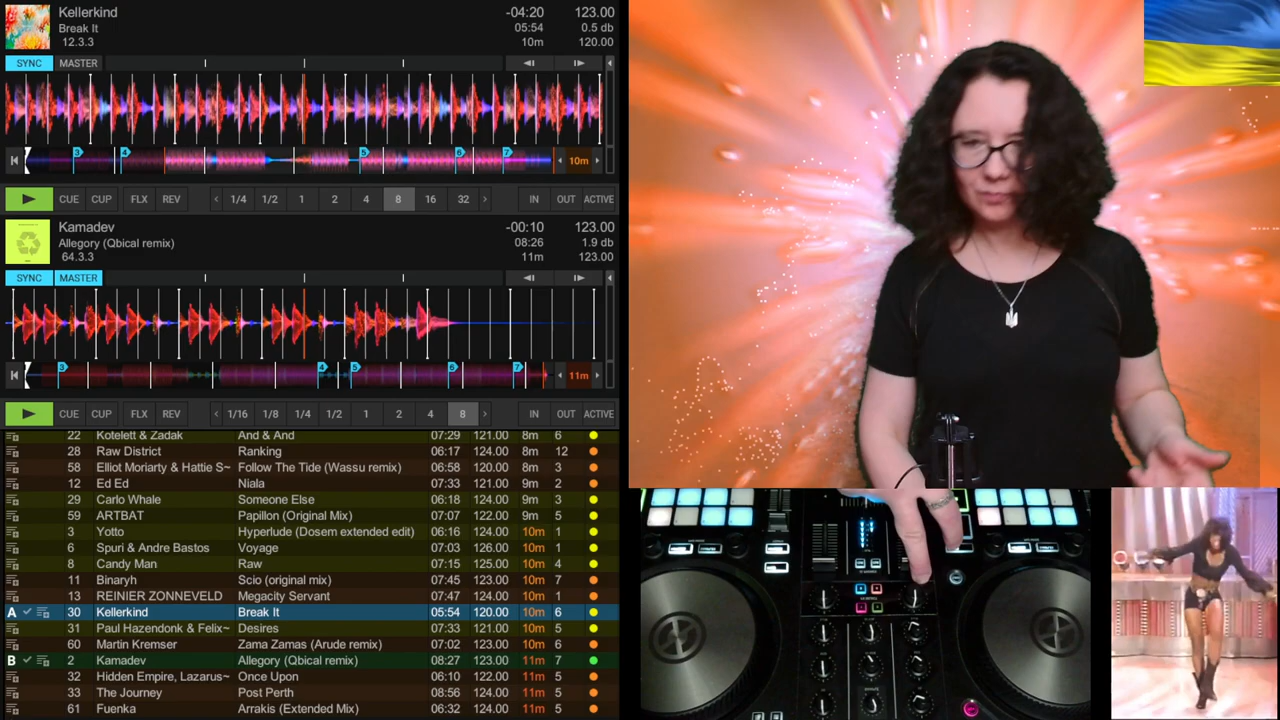 Kellerkind -04:20 123.00
Break It 05:54 0.5 db
12.3.3 10m 120.00
SYNC MASTER
3 4 5 6 7 10m
CUE CUP FLX REV 1/4 1/2 1 2 4 8 16 32 IN OUT ACTIVE
Kamadev -00:10 123.00
Allegory (Qbical remix) 08:26 1.9 db
64.3.3 11m 123.00
SYNC MASTER
3 4 5 6 7 11m
CUE CUP FLX REV 1/16 1/8 1/4 1/2 1 2 4 8 IN OUT ACTIVE
22 Kotelett & Zadak And & And 07:29 121.00 8m 6
28 Raw District Ranking 06:17 124.00 8m 12
58 Elliot Moriarty & Hattie S~ Follow The Tide (Wassu remix) 06:58 120.00 8m 3
12 Ed Ed Niala 07:33 121.00 9m 2
29 Carlo Whale Someone Else 06:18 124.00 9m 3
59 ARTBAT Papillon (Original Mix) 07:07 122.00 9m 5
3 Yotto Hyperlude (Dosem extended edit) 06:16 124.00 10m 1
6 Spuri & Andre Bastos Voyage 07:03 126.00 10m 1
8 Candy Man Raw 07:15 125.00 10m 4
11 Binaryh Scio (original mix) 07:45 123.00 10m 7
13 REINIER ZONNEVELD Megacity Servant 07:47 124.00 10m 1
A 30 Kellerkind Break It 05:54 120.00 10m 6
31 Paul Hazendonk & Felix~ Desires 07:33 121.00 10m 5
60 Martin Kremser Zama Zamas (Arude remix) 07:02 123.00 10m 6
B 2 Kamadev Allegory (Qbical remix) 08:27 123.00 11m 7
32 Hidden Empire, Lazarus~ Once Upon 06:10 122.00 11m 5
33 The Journey Post Perth 08:56 124.00 11m 5
61 Fuenka Arrakis (Extended Mix) 06:32 124.00 11m 5